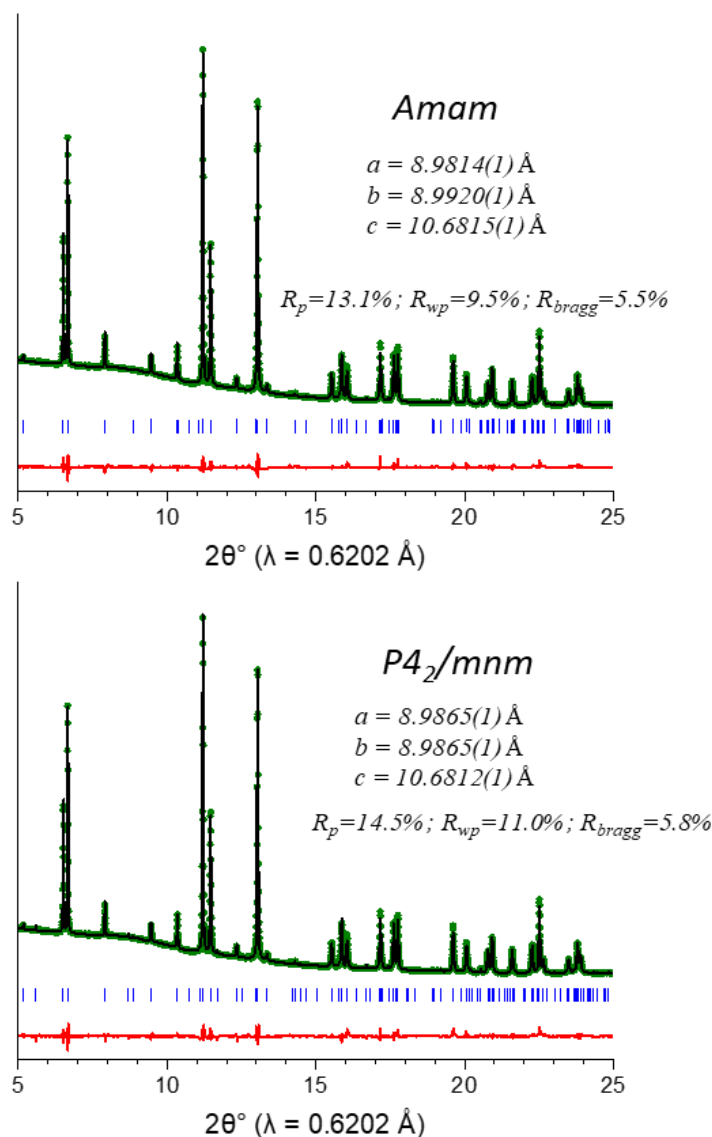 Amam
a = 8.9814(1) Å
b = 8.9920(1) Å
c = 10.6815(1) Å
Rp=13.1% ; Rwp=9.5%; Rbragg=5.5%
5 10 15 20 25
2θ° (λ = 0.6202 Å)
P42/mnm
a = 8.9865(1) Å
b = 8.9865(1) Å
c = 10.6812(1) Å
Rp=14.5% ; Rwp=11.0%; Rbragg=5.8%
5 10 15 20 25
2θ° (λ = 0.6202 Å)